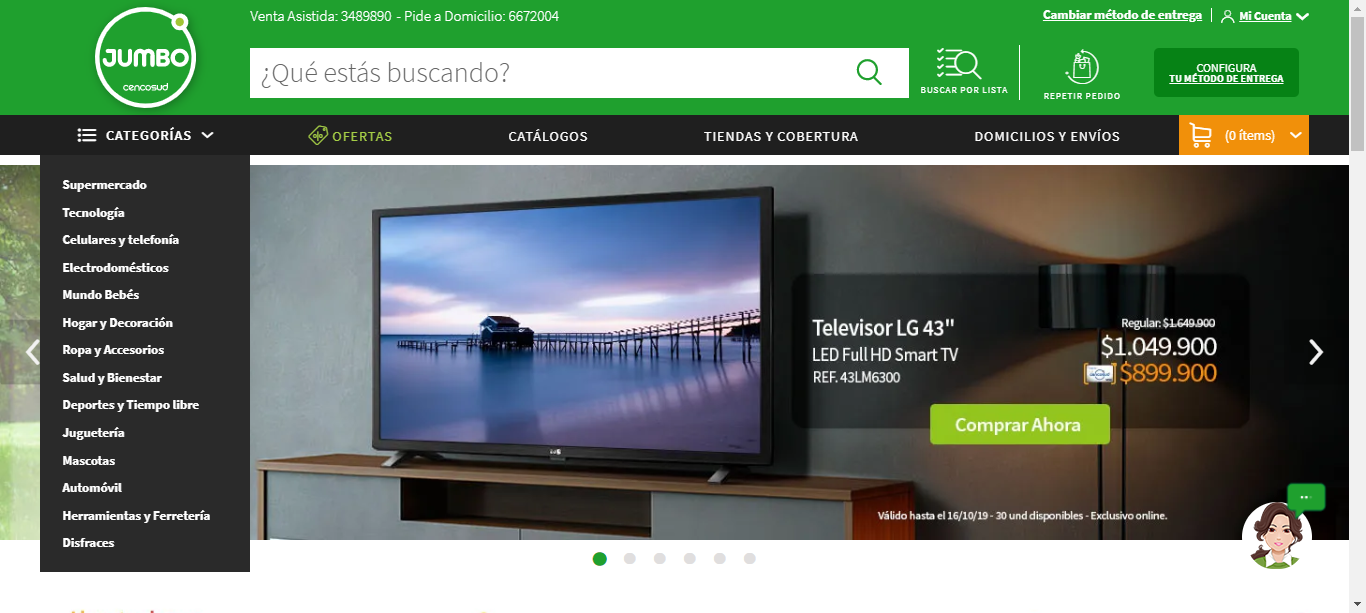 Venta Asistida: 3489890 - Pide a Domicilio: 6672004
Cambiar método de entrega
Mi Cuenta
JUMBO
cencosud
¿Qué estás buscando?
BUSCAR POR LISTA
REPETIR PEDIDO
CONFIGURA
TU MÉTODO DE ENTREGA
CATEGORÍAS
OFERTAS
CATÁLOGOS
TIENDAS Y COBERTURA
DOMICILIOS Y ENVÍOS
(0 ítems)
Supermercado
Tecnología
Celulares y telefonía
Electrodomésticos
Mundo Bebés
Hogar y Decoración
Ropa y Accesorios
Salud y Bienestar
Deportes y Tiempo libre
Juguetería
Mascotas
Automóvil
Herramientas y Ferretería
Disfraces
Televisor LG 43"
LED Full HD Smart TV
REF. 43LM6300
Regular: $1.649.900
$1.049.900
$899.900
Comprar Ahora
Válido hasta el 16/10/19 - 30 und disponibles - Exclusivo online.